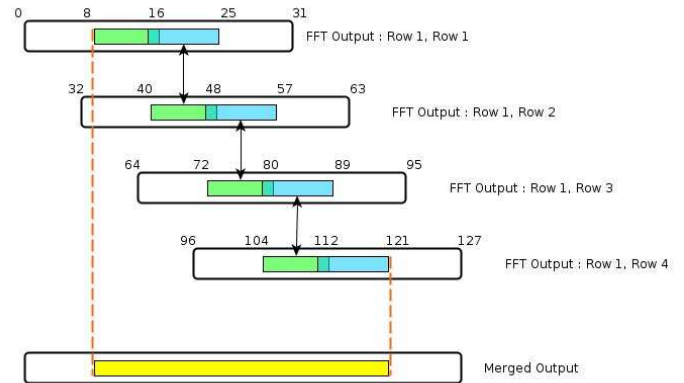 0 8 16 25 31
FFT Output : Row 1, Row 1
32 40 48 57 63
FFT Output : Row 1, Row 2
64 72 80 89 95
FFT Output : Row 1, Row 3
96 104 112 121 127
FFT Output : Row 1, Row 4
Merged Output